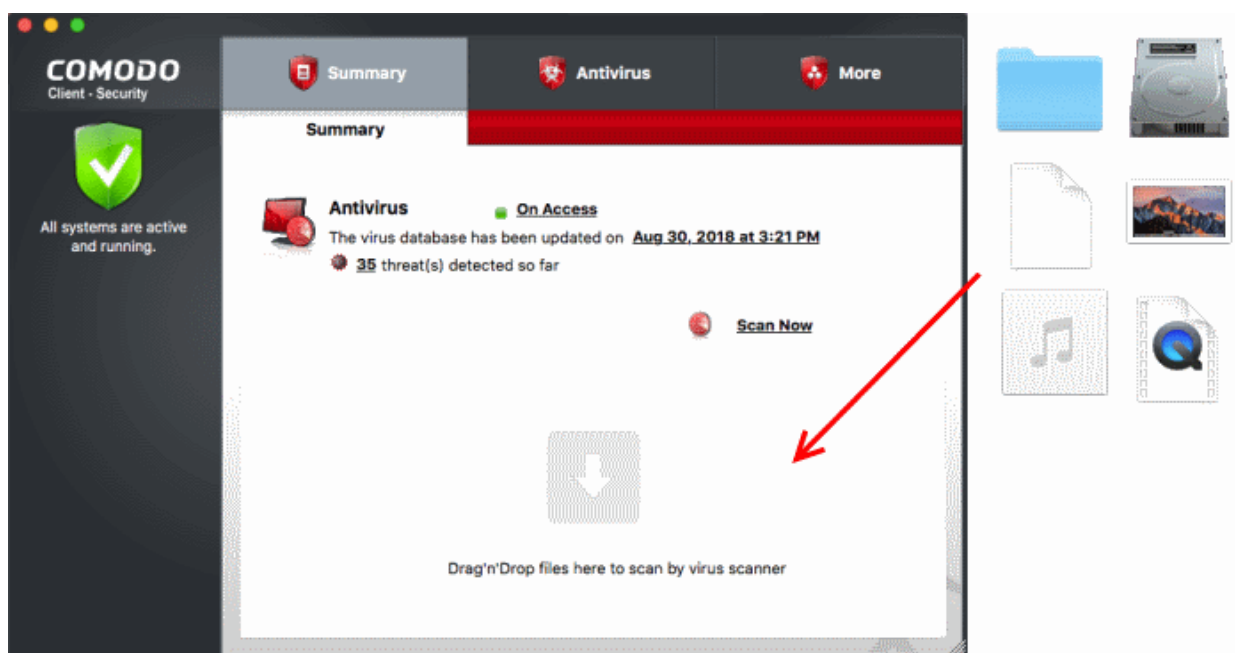 COMODO
Client - Security
Summary
Antivirus
More
Summary
All systems are active
and running.
Antivirus
On Access
The virus database has been updated on Aug 30, 2018 at 3:21 PM
35 threat(s) detected so far
Scan Now
Drag'n'Drop files here to scan by virus scanner